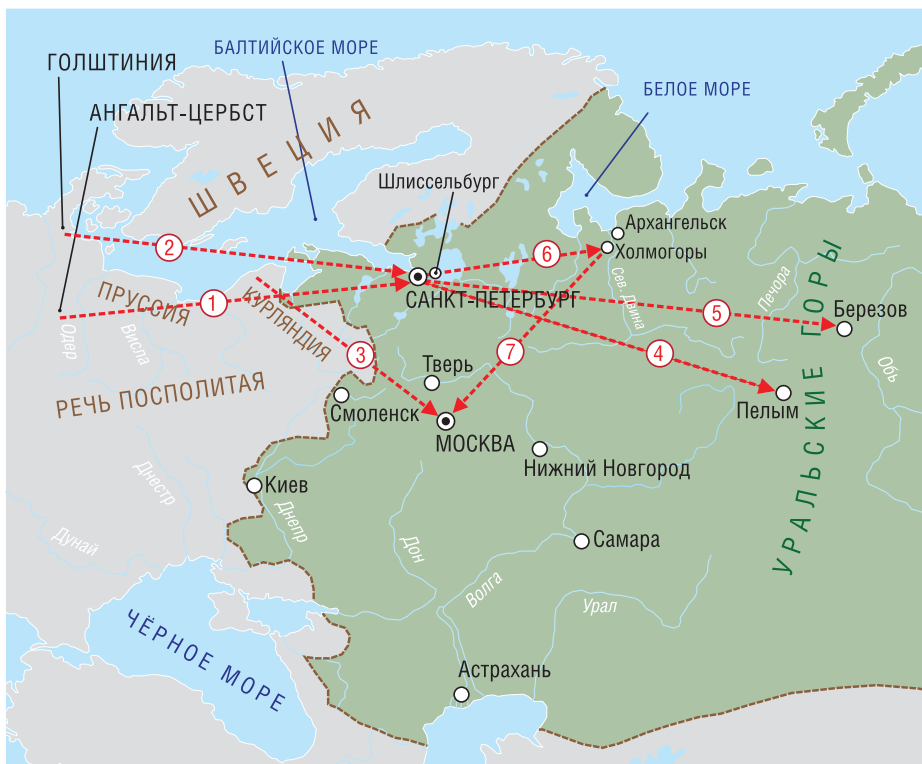 ГОЛШТИНИЯ
БАЛТИЙСКОЕ МОРЕ
БЕЛОЕ МОРЕ
АНГАЛЬТ-ЦЕРБСТ
ШВЕЦИЯ
Шлиссельбург
Архангельск
Холмогоры
2
6
САНКТ-ПЕТЕРБУРГ
Сев. Двина
Печора
УРАЛЬСКИЕ ГОРЫ
ПРУССИЯ
1
КУРЛЯНДИЯ
5
Березов
Одер
Висла
3
7
4
Обь
Тверь
РЕЧЬ ПОСПОЛИТАЯ
Смоленск
Пелым
МОСКВА
Нижний Новгород
Днестр
Киев
Днепр
Дунай
Дон
Самара
Волга
Урал
ЧЁРНОЕ МОРЕ
Астрахань